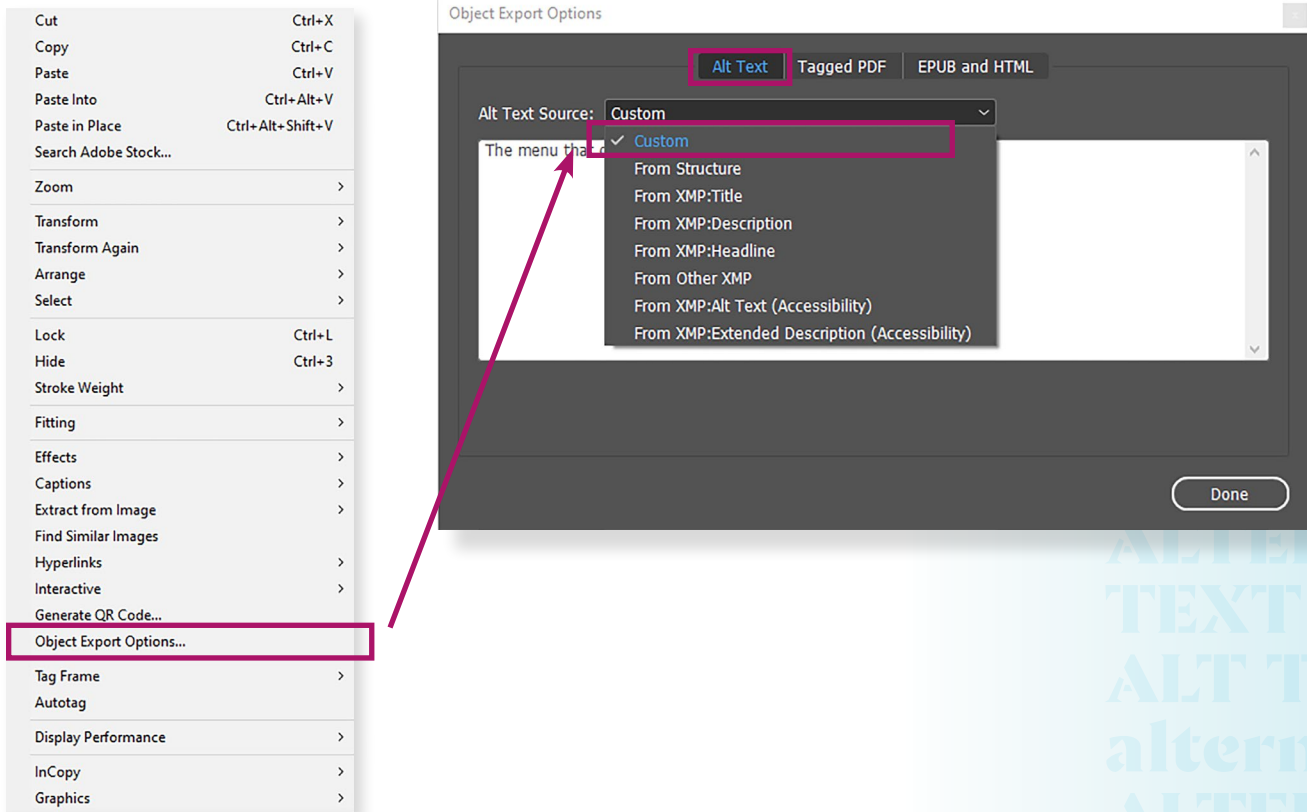 Cut Ctrl+X
Copy Ctrl+C
Paste Ctrl+V
Paste Into Ctrl+Alt+V
Paste in Place Ctrl+Alt+Shift+V
Search Adobe Stock...
Zoom
Transform
Transform Again
Arrange
Select
Lock Ctrl+L
Hide Ctrl+3
Stroke Weight
Fitting
Effects
Captions
Extract from Image
Find Similar Images
Hyperlinks
Interactive
Generate QR Code...
Object Export Options...
Tag Frame
Autotag
Display Performance
InCopy
Graphics
Object Export Options
Alt Text Tagged PDF EPUB and HTML
Alt Text Source: Custom
The menu that
Custom
From Structure
From XMP:Title
From XMP:Description
From XMP:Headline
From Other XMP
From XMP:Alt Text (Accessibility)
From XMP:Extended Description (Accessibility)
Done
TEXT
ALT